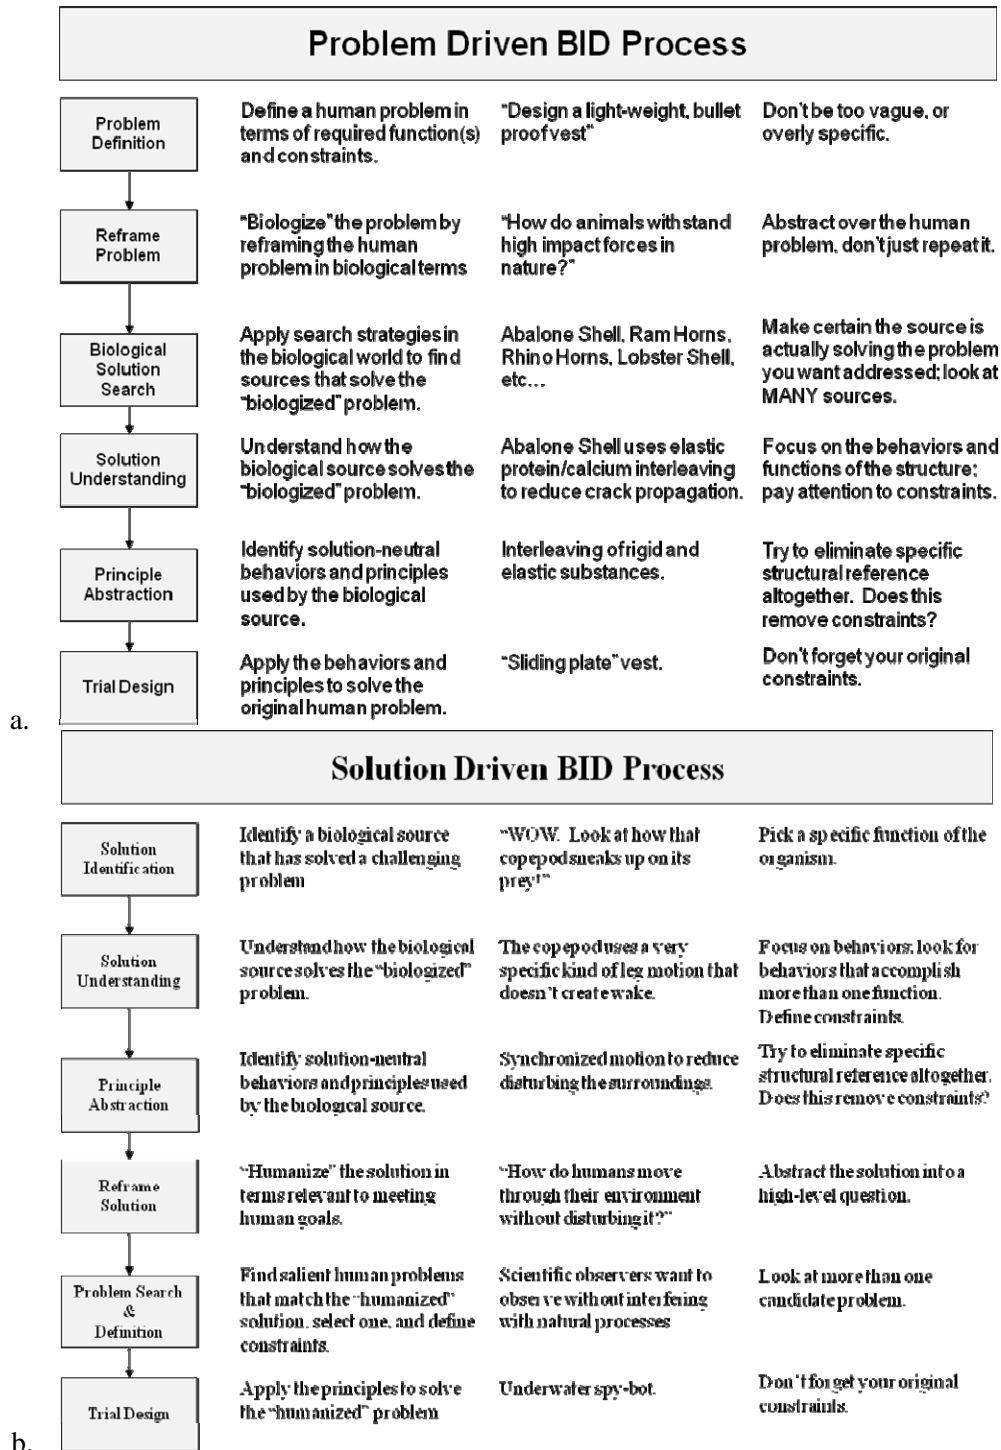 Problem Driven BID Process
Problem
Definition
Define a human problem in
terms of required function(s)
and constraints.
"Design a light-weight, bullet
proof vest"
Don't be too vague, or
overly specific.
Reframe
Problem
"Biologize" the problem by
reframing the human
problem in biological terms
"How do animals withstand
high impact forces in
nature?"
Abstract over the human
problem, don't just repeat it.
Biological
Solution
Search
Apply search strategies in
the biological world to find
sources that solve the
"biologized" problem.
Abalone Shell, Ram Horns,
Rhino Horns, Lobster Shell,
etc...
Make certain the source is
actually solving the problem
you want addressed; look at
MANY sources.
Solution
Understanding
Understand how the
biological source solves the
"biologized" problem.
Abalone Shell uses elastic
protein/calcium interleaving
to reduce crack propagation.
Focus on the behaviors and
functions of the structure;
pay attention to constraints.
Principle
Abstraction
Identify solution-neutral
behaviors and principles
used by the biological
source.
Interleaving of rigid and
elastic substances.
Try to eliminate specific
structural reference
altogether. Does this
remove constraints?
Trial Design
Apply the behaviors and
principles to solve the
original human problem.
"Sliding plate" vest.
Don't forget your original
constraints.
a.
Solution Driven BID Process
Solution
Identification
Identify a biological source
that has solved a challenging
problem
"WOW. Look at how that
copepod sneaks up on its
prey!"
Pick a specific function of the
organism.
Solution
Understanding
Understand how the biological
source solves the "biologized"
problem.
The copepod uses a very
specific kind of leg motion that
doesn't create wake.
Focus on behaviors, look for
behaviors that accomplish
more than one function.
Define constraints.
Principle
Abstraction
Identify solution-neutral
behaviors and principles used
by the biological source.
Synchronized motion to reduce
disturbing the surroundings.
Try to eliminate specific
structural reference altogether.
Does this remove constraints?
Reframe
Solution
"Humanize" the solution in
terms relevant to meeting
human goals.
"How do humans move
through their environment
without disturbing it?"
Abstract the solution into a
high-level question.
Problem Search
&
Definition
Find salient human problems
that match the "humanized"
solution, select one, and define
constraints.
Scientific observers want to
observe without interfering
with natural processes
Look at more than one
candidate problem.
Trial Design
Apply the principles to solve
the "humanized" problem
Underwater spy-bot.
Don't forget your original
constraints.
b.